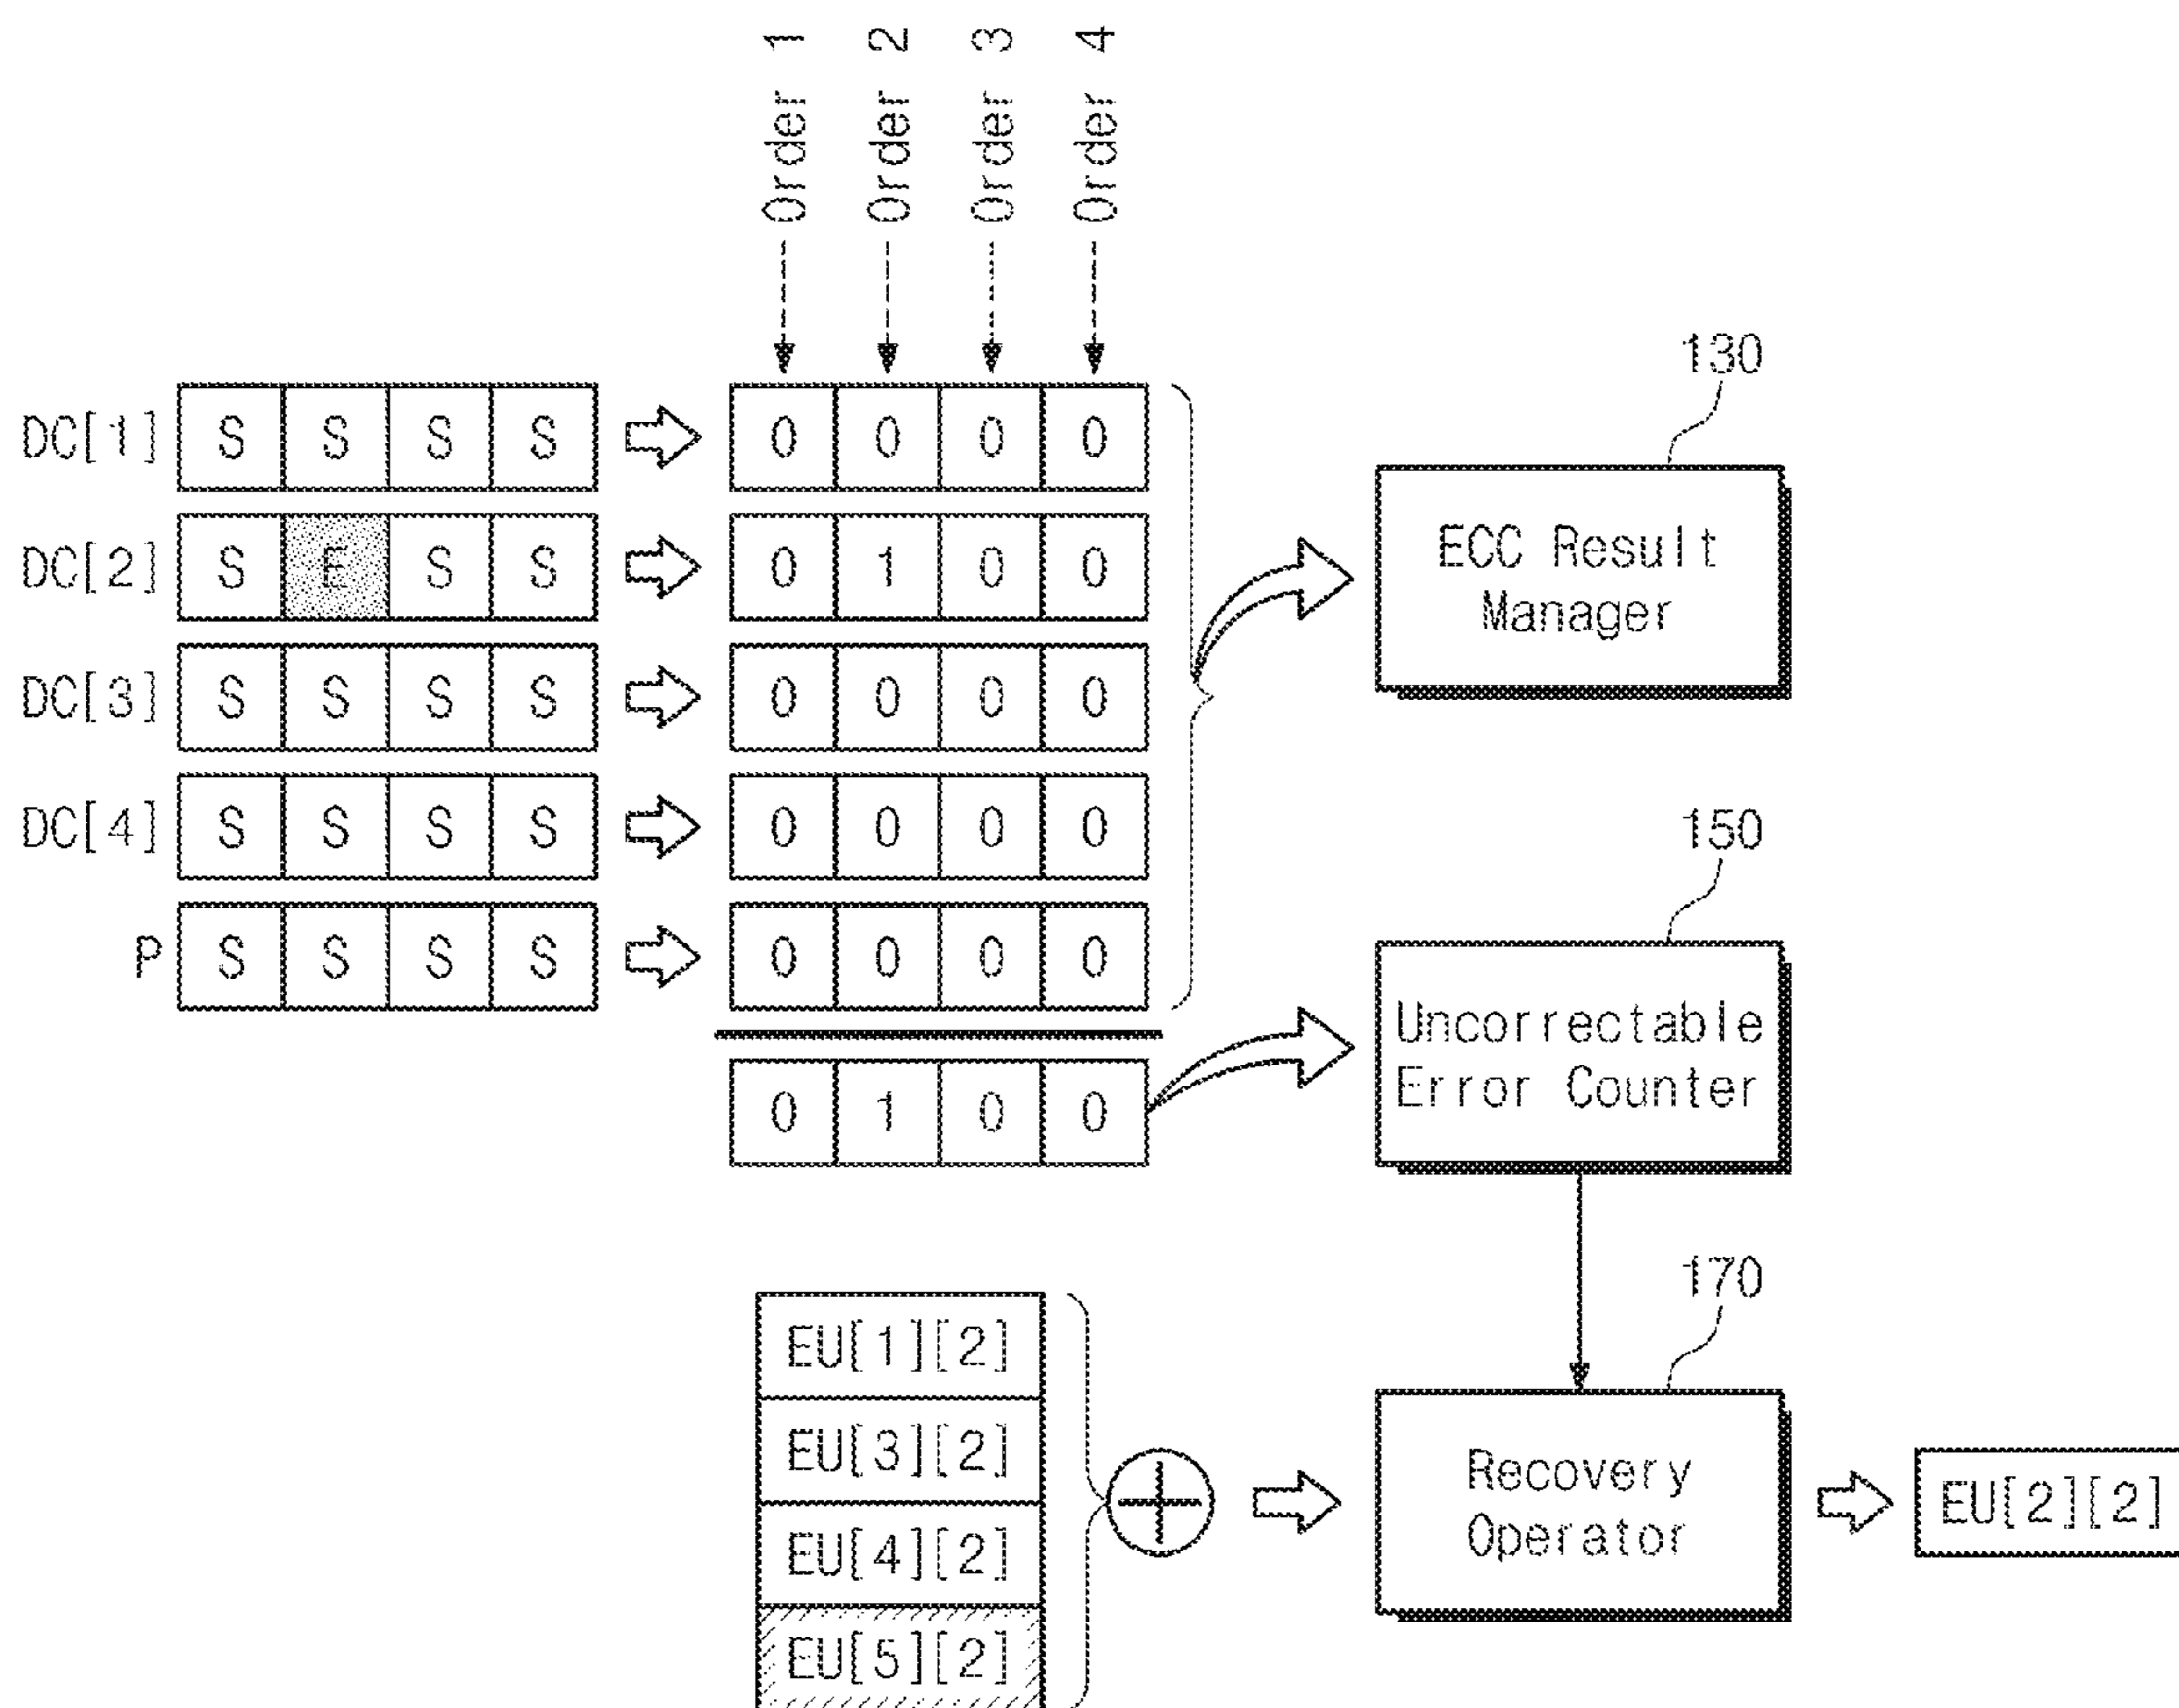 Order 1
Order 2
Order 3
Order 4
DC[1] S S S S 0 0 0 0
130
DC[2] S E S S 0 1 0 0
ECC Result
Manager
DC[3] S S S S 0 0 0 0
DC[4] S S S S 0 0 0 0
150
P S S S S 0 0 0 0
Uncorrectable
Error Counter
0 1 0 0
170
EU[1][2]
EU[3][2]
EU[4][2]
EU[5][2]
Recovery
Operator
EU[2][2]